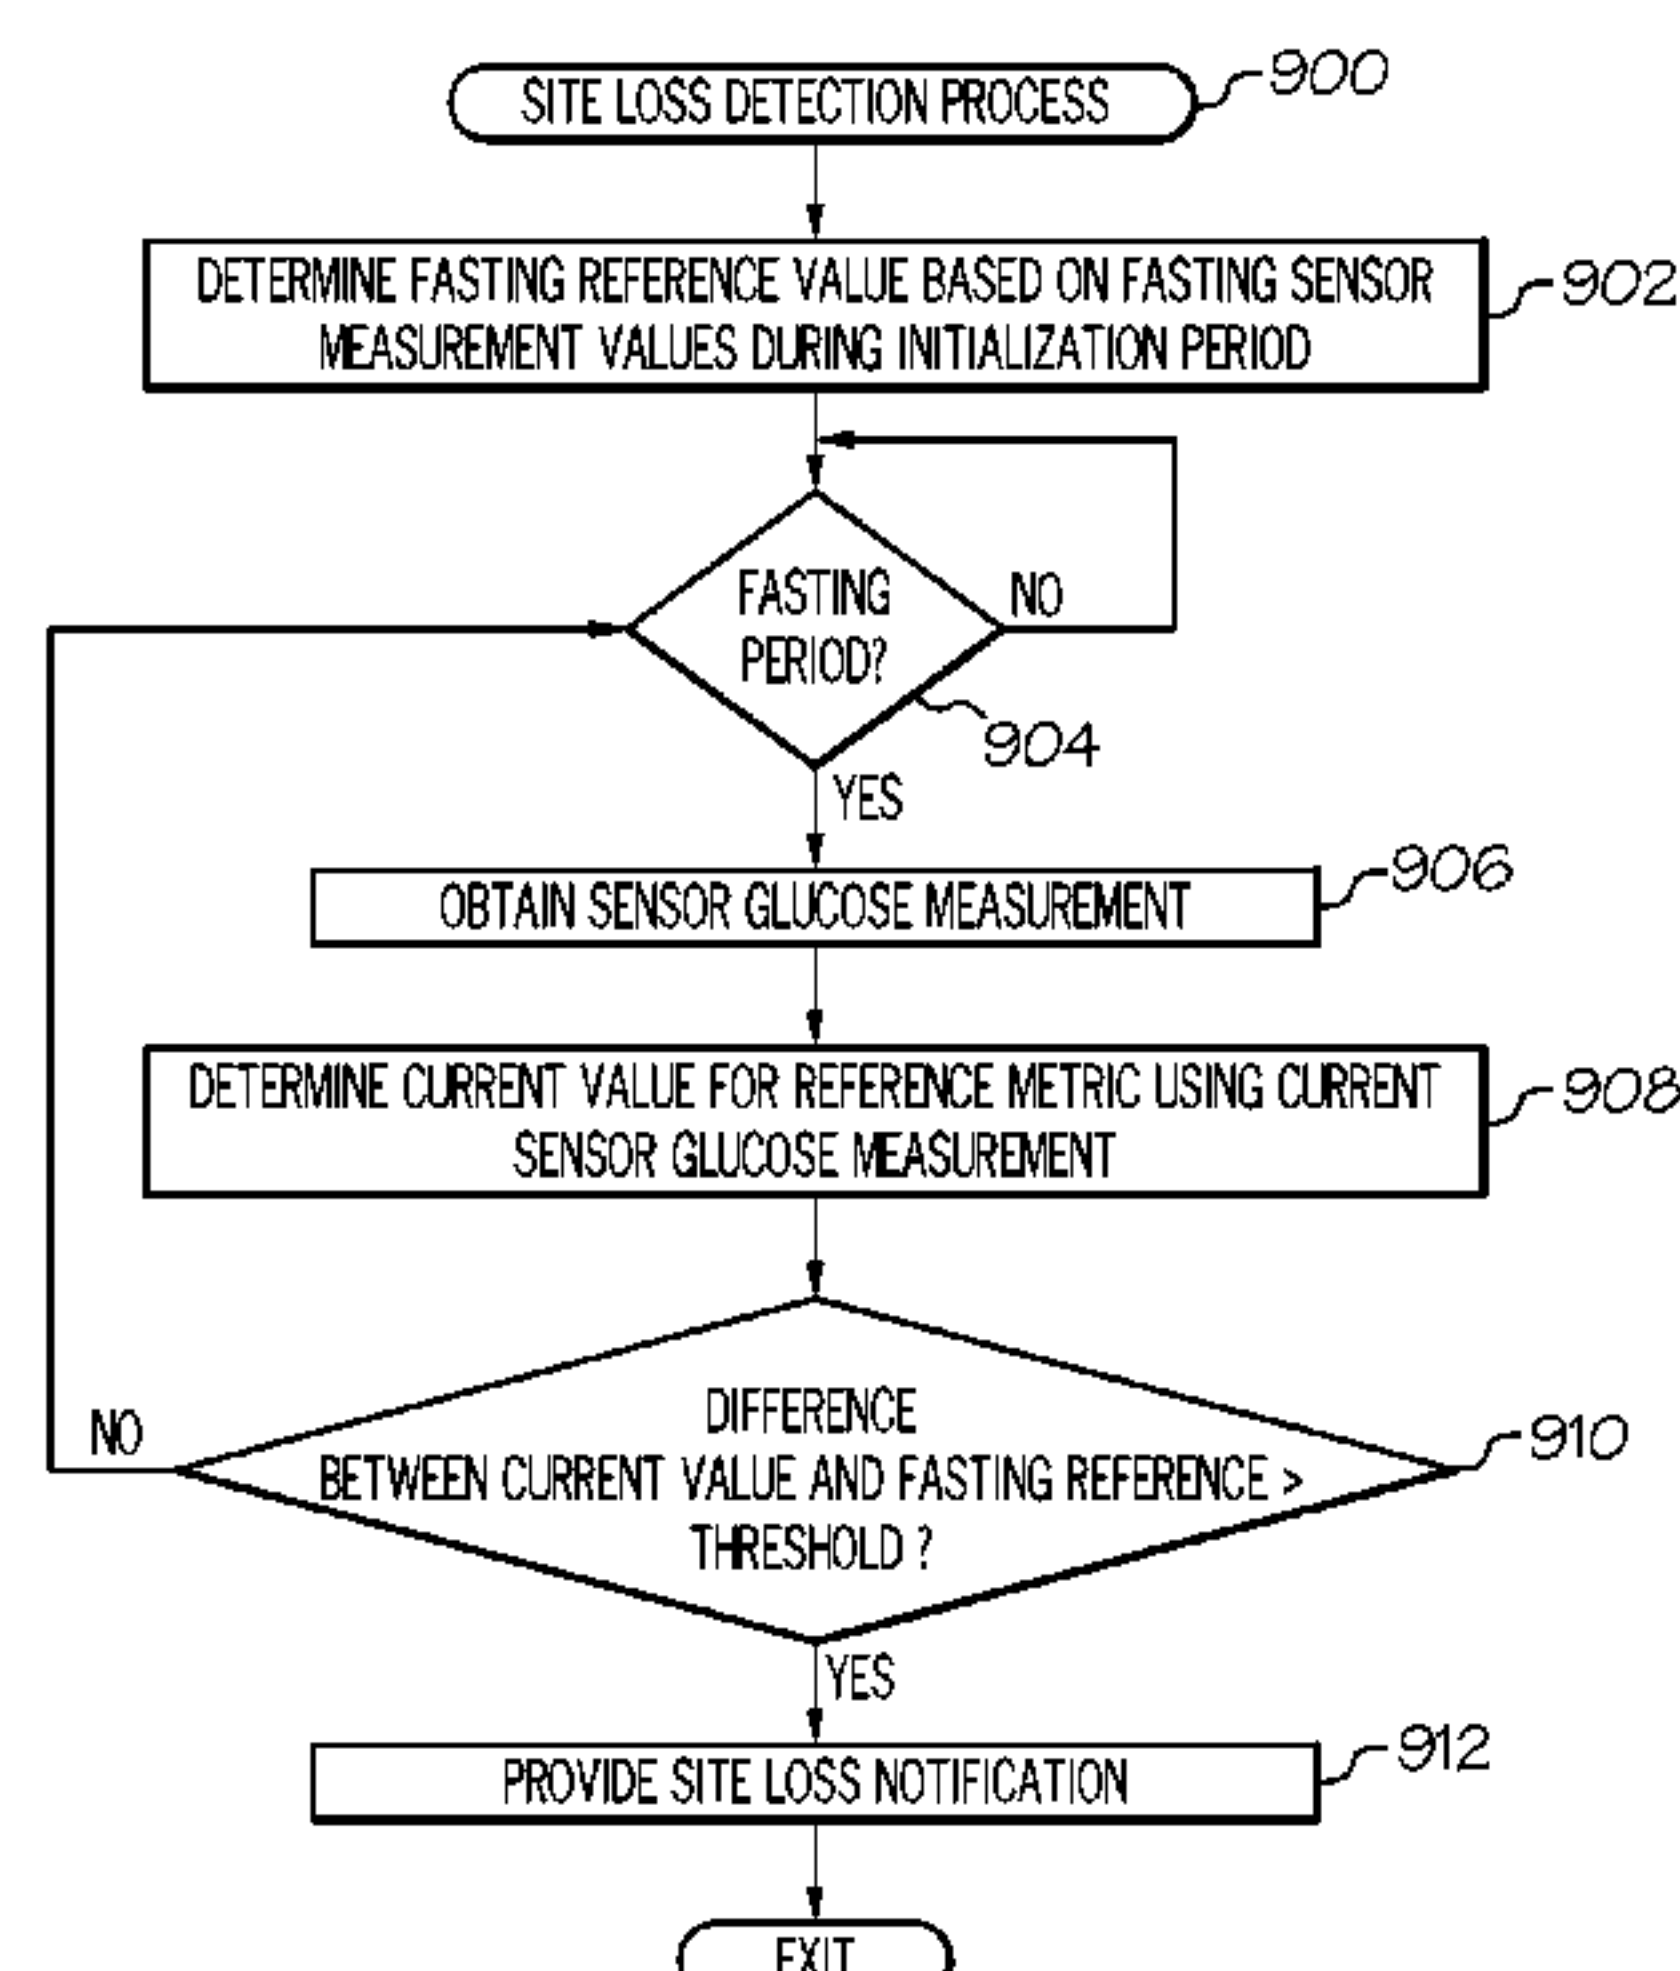 SITE LOSS DETECTION PROCESS
900
DETERMINE FASTING REFERENCE VALUE BASED ON FASTING SENSOR
MEASUREMENT VALUES DURING INITIALIZATION PERIOD
902
FASTING
PERIOD?
NO
904
YES
OBTAIN SENSOR GLUCOSE MEASUREMENT
906
DETERMINE CURRENT VALUE FOR REFERENCE METRIC USING CURRENT
SENSOR GLUCOSE MEASUREMENT
908
DIFFERENCE
BETWEEN CURRENT VALUE AND FASTING REFERENCE >
THRESHOLD ?
NO
910
YES
PROVIDE SITE LOSS NOTIFICATION
912
EXIT